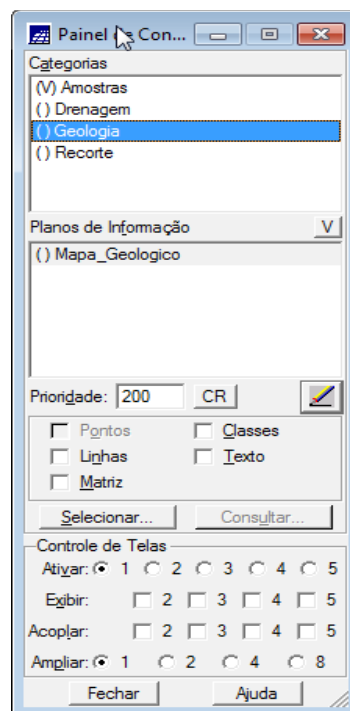 Painel de Con...
Categorias
(V) Amostras
( ) Drenagem
( ) Geologia
( ) Recorte
Planos de Informação V
( ) Mapa_Geologico
Prioridade: 200 CR
Pontos Classes
Linhas Texto
Matriz
Selecionar... Consultar...
Controle de Telas
Ativar: 1 2 3 4 5
Exibir: 2 3 4 5
Acoplar: 2 3 4 5
Ampliar: 1 2 4 8
Fechar Ajuda